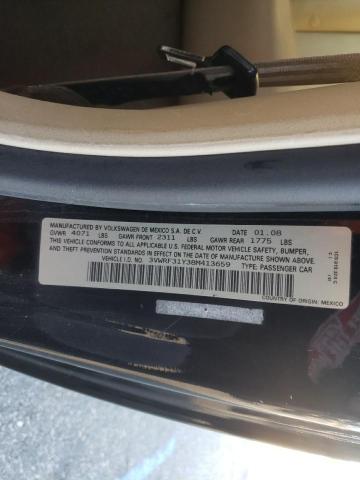 MANUFACTURED BY VOLKSWAGEN DE MEXICO S.A. DE C.V. DATE 01.08
GVWR 4071 LBS GAWR FRONT 2311 LBS GAWR REAR 1775 LBS
THIS VEHICLE CONFORMS TO ALL APPLICABLE U.S. FEDERAL MOTOR VEHICLE SAFETY, BUMPER,
AND THEFT PREVENTION STANDARDS IN EFFECT ON THE DATE OF MANUFACTURE SHOWN ABOVE.
VEHICLE I.D. NO.: 3VWRF31Y38M413659 TYPE: PASSENGER CAR
COUNTRY OF ORIGIN: MEXICO